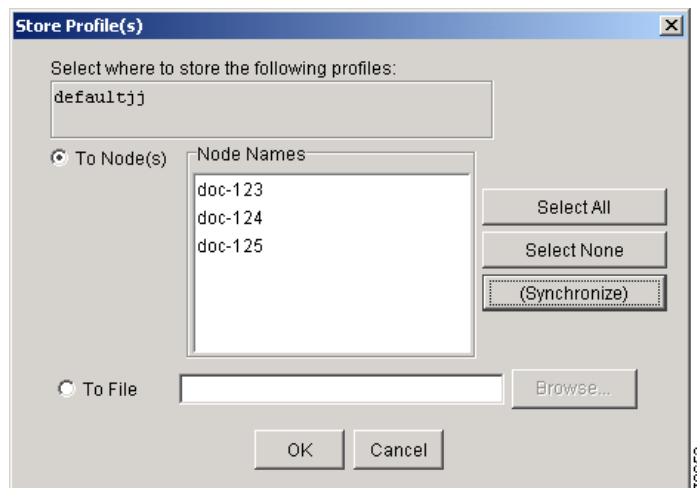 Store Profile(s)
Select where to store the following profiles:
defaultjj
To Node(s)
Node Names
doc-123
doc-124
doc-125
Select All
Select None
(Synchronize)
To File
Browse...
OK
Cancel